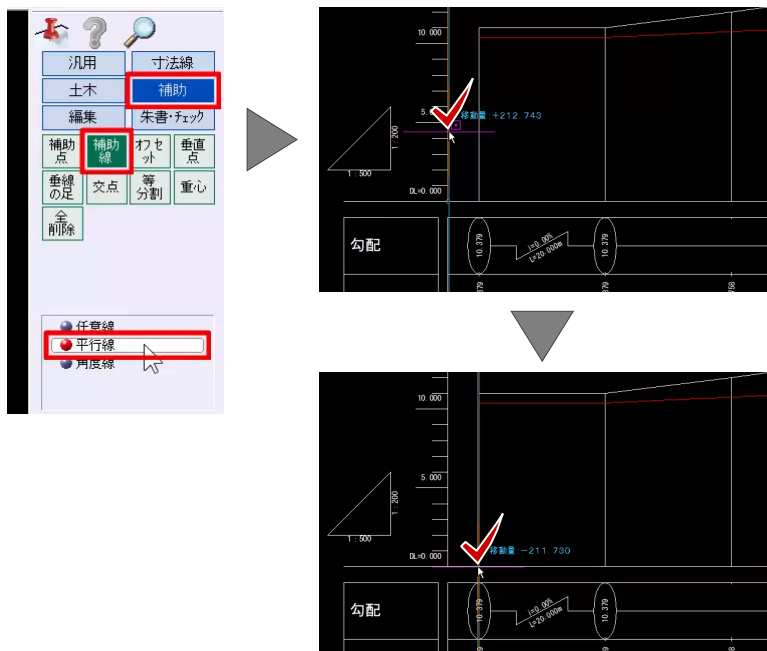 汎用
寸法線
土木
補助
編集
朱書・チェック
補助
点
補助
線
オフセ
ット
垂直
点
垂線
の足
交点
等
分割
重心
全
削除
任意線
平行線
角度線
10.000
移動量:+212.743
1 : 200
1 : 500
DL=0.000
勾配
10.379
i=0.00%
L=20.000m
10.379
10.000
5.000
1 : 200
移動量:-211.730
1 : 500
DL=0.000
勾配
10.379
i=0.00%
L=20.000m
10.379